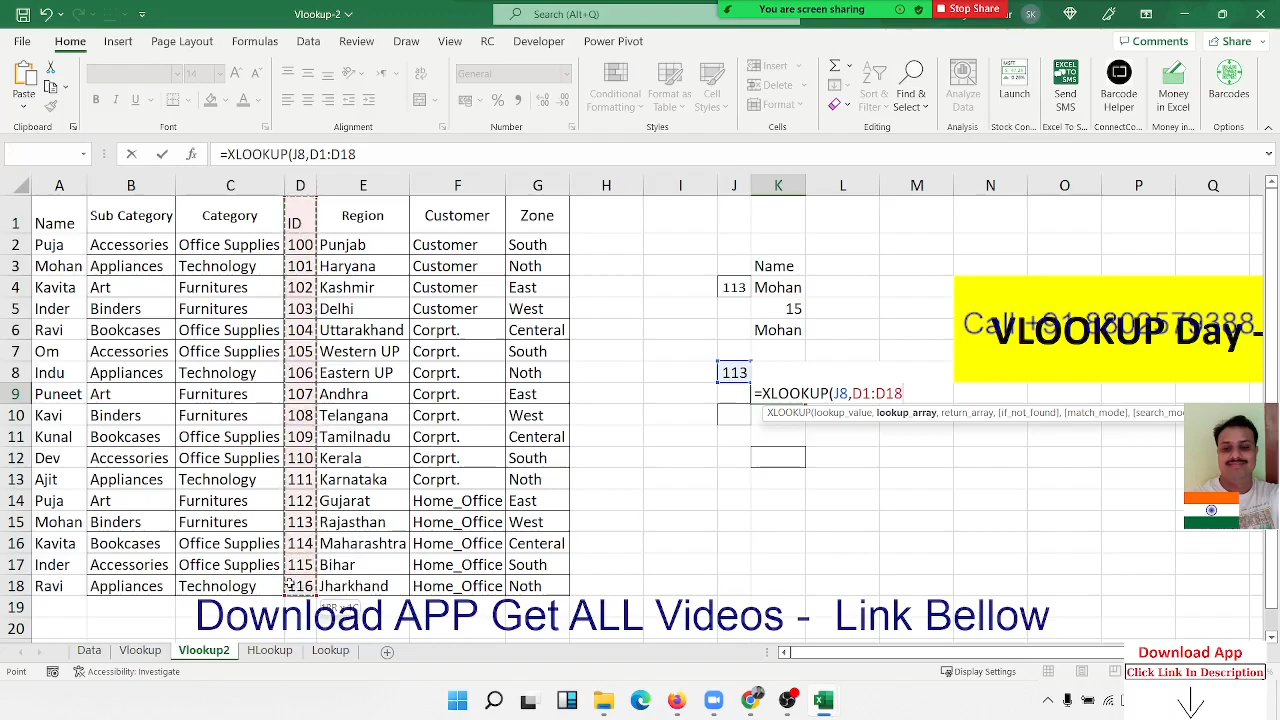 Vlookup-2
Search (Alt+Q)
You are screen sharing
Stop Share
SK
File Home Insert Page Layout Formulas Data Review View Draw View RC Developer Power Pivot
Comments Share
Paste
14
General
Conditional Formatting
Format as Table
Cell Styles
Insert
Delete
Format
Sort & Filter
Find & Select
Analyze Data
Launch
Send SMS
Barcode Helper
Money in Excel
Barcodes
Clipboard Font Alignment Number Styles Cells Editing Analysis
=XLOOKUP(J8,D1:D18
A B C D E F G H I J K L M N O P Q
1 Name Sub Category Category ID Region Customer Zone
2 Puja Accessories Office Supplies 100 Punjab Customer South
3 Mohan Appliances Technology 101 Haryana Customer Noth Name
4 Kavita Art Furnitures 102 Kashmir Customer East 113 Mohan
5 Inder Binders Furnitures 103 Delhi Customer West 15
6 Ravi Bookcases Office Supplies 104 Uttarakhand Corprt. Centeral Mohan
Call +91 8802579388
VLOOKUP Day -
7 Om Accessories Office Supplies 105 Western UP Corprt. South
8 Indu Appliances Technology 106 Eastern UP Corprt. Noth 113
9 Puneet Art Furnitures 107 Andhra Corprt. West =XLOOKUP(J8,D1:D18
10 Kavi Binders Furnitures 108 Telangana Corprt. West
XLOOKUP(lookup_value, lookup_array, return_array, [if_not_found], [match_mode], [search_mo
11 Kunal Bookcases Office Supplies 109 Tamilnadu Corprt. Centeral
12 Dev Accessories Office Supplies 110 Kerala Corprt. South
13 Ajit Appliances Technology 111 Karnataka Corprt. Noth
14 Puja Art Furnitures 112 Gujarat Home_Office East
15 Mohan Binders Furnitures 113 Rajasthan Home_Office West
16 Kavita Bookcases Furnitures 114 Maharashtra Home_Office Centeral
17 Inder Accessories Office Supplies 115 Bihar Home_Office South
18 Ravi Appliances Technology 116 Jharkhand Home_Office Noth
19
Download APP Get ALL Videos - Link Bellow
20
Data Vlookup Vlookup2 HLookup Lookup
Download App
Click Link In Description
Point Accessibility: Investigate Display Settings